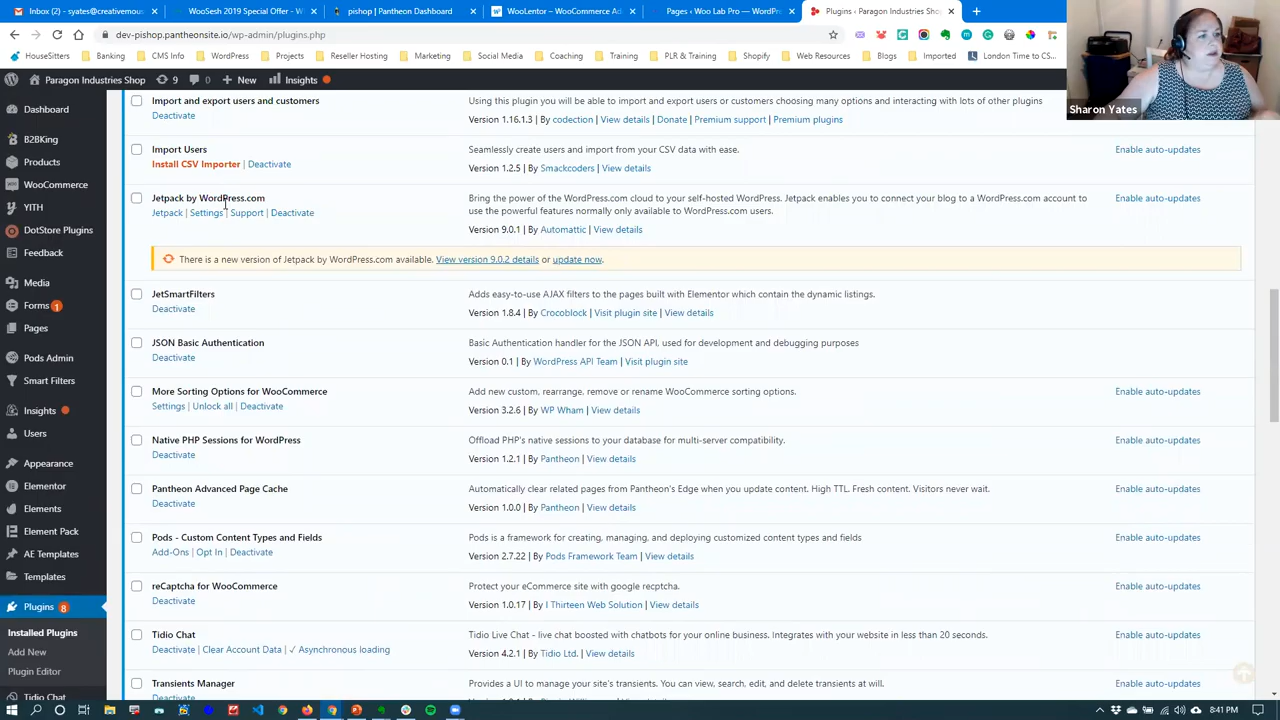 Inbox (93) - syates@creativemous
WooSesh 2019 Special Offer - W
pishop | Pantheon Dashboard
WooLentor – WooCommerce Ad
Pages ‹ Woo Lab Pro — WordPr
Plugins ‹ Paragon Industries Sho
dev-pishop.pantheonsite.io/wp-admin/plugins.php
HouseSitters
Banking
CMS Info
WordPress
Projects
Reseller Hosting
Marketing
Social Media
Coaching
Training
PLR & Training
Shopify
Web Resources
Blogs
Imported
London Time to CS...
Sharon Yates
Paragon Industries Shop
9
0
New
Insights
Dashboard
B2BKing
Products
WooCommerce
YITH
DotStore Plugins
Feedback
Media
Forms 1
Pages
Pods Admin
Smart Filters
Insights
Users
Appearance
Elementor
Elements
Element Pack
AE Templates
Templates
Plugins 8
Installed Plugins
Add New
Plugin Editor
Tidio Chat
Import and export users and customers
Deactivate
Using this plugin you will be able to import and export users or customers choosing many options and interacting with lots of other plugins
Version 1.16.1.3 | By codection | View details | Donate | Premium support | Premium plugins
Import Users
Install CSV Importer | Deactivate
Seamlessly create users and import from your CSV data with ease.
Version 1.2.5 | By Smackcoders | View details
Enable auto-updates
Jetpack by WordPress.com
Jetpack | Settings | Support | Deactivate
Bring the power of the WordPress.com cloud to your self-hosted WordPress. Jetpack enables you to connect your blog to a WordPress.com account to
use the powerful features normally only available to WordPress.com users.
Version 9.0.1 | By Automattic | View details
Enable auto-updates
There is a new version of Jetpack by WordPress.com available. View version 9.0.2 details or update now.
JetSmartFilters
Deactivate
Adds easy-to-use AJAX filters to the pages built with Elementor which contain the dynamic listings.
Version 1.8.4 | By Crocoblock | Visit plugin site | View details
Enable auto-updates
JSON Basic Authentication
Deactivate
Basic Authentication handler for the JSON API, used for development and debugging purposes
Version 0.1 | By WordPress API Team | Visit plugin site
Enable auto-updates
More Sorting Options for WooCommerce
Settings | Unlock all | Deactivate
Add new custom, rearrange, remove or rename WooCommerce sorting options.
Version 3.2.6 | By WP Wham | View details
Enable auto-updates
Native PHP Sessions for WordPress
Deactivate
Offload PHP's native sessions to your database for multi-server compatibility.
Version 1.2.1 | By Pantheon | View details
Enable auto-updates
Pantheon Advanced Page Cache
Deactivate
Automatically clear related pages from Pantheon's Edge when you update content. High TTL. Fresh content. Visitors never wait.
Version 1.0.0 | By Pantheon | View details
Enable auto-updates
Pods - Custom Content Types and Fields
Add-Ons | Opt In | Deactivate
Pods is a framework for creating, managing, and deploying customized content types and fields
Version 2.7.22 | By Pods Framework Team | View details
Enable auto-updates
reCaptcha for WooCommerce
Deactivate
Protect your eCommerce site with google recptcha.
Version 1.0.17 | By I Thirteen Web Solution | View details
Enable auto-updates
Tidio Chat
Deactivate | Clear Account Data | ✓ Asynchronous loading
Tidio Live Chat - live chat boosted with chatbots for your online business. Integrates with your website in less than 20 seconds.
Version 4.2.1 | By Tidio Ltd. | View details
Enable auto-updates
Transients Manager
Deactivate
Provides a UI to manage your site's transients. You can view, search, edit, and delete transients at will.
Enable auto-updates
8:41 PM